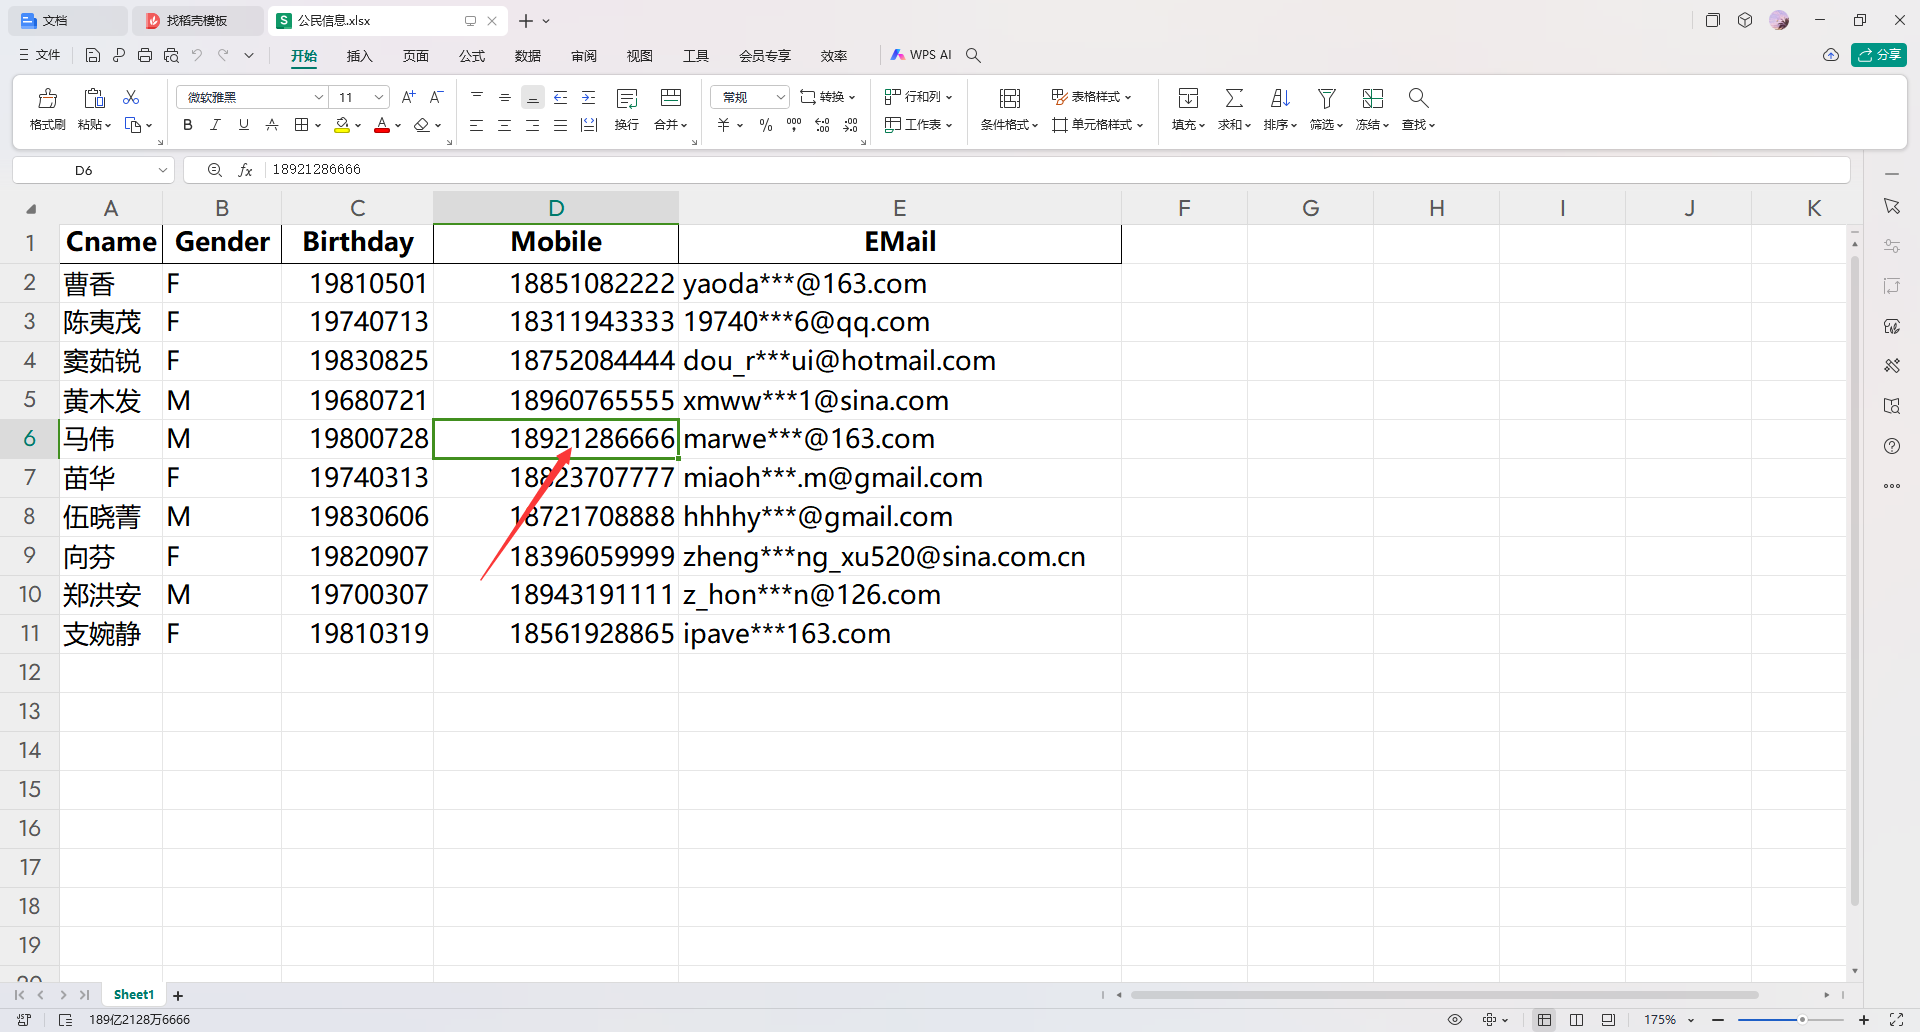 文档 找稻壳模板 公民信息.xlsx
文件 开始 插入 页面 公式 数据 审阅 视图 工具 会员专享 效率 WPS AI 分享
微软雅黑 11 A+ A- 常规 转换 行和列 表格样式
格式刷 粘贴 B I U A A 换行 合并 ¥ % 工作表 条件格式 单元格样式 填充 求和 排序 筛选 冻结 查找
D6 fx 18921286666
A B C D E F G H I J K
1 Cname Gender Birthday Mobile EMail
2 曹香 F 19810501 18851082222 yaoda***@163.com
3 陈夷茂 F 19740713 18311943333 19740***6@qq.com
4 窦茹锐 F 19830825 18752084444 dou_r***ui@hotmail.com
5 黄木发 M 19680721 18960765555 xmww***1@sina.com
6 马伟 M 19800728 18921286666 marwe***@163.com
7 苗华 F 19740313 18823707777 miaoh***.m@gmail.com
8 伍晓菁 M 19830606 18721708888 hhhhy***@gmail.com
9 向芬 F 19820907 18396059999 zheng***ng_xu520@sina.com.cn
10 郑洪安 M 19700307 18943191111 z_hon***n@126.com
11 支婉静 F 19810319 18561928865 ipave***163.com
12
13
14
15
16
17
18
19
20
Sheet1
189亿2128万6666 175%